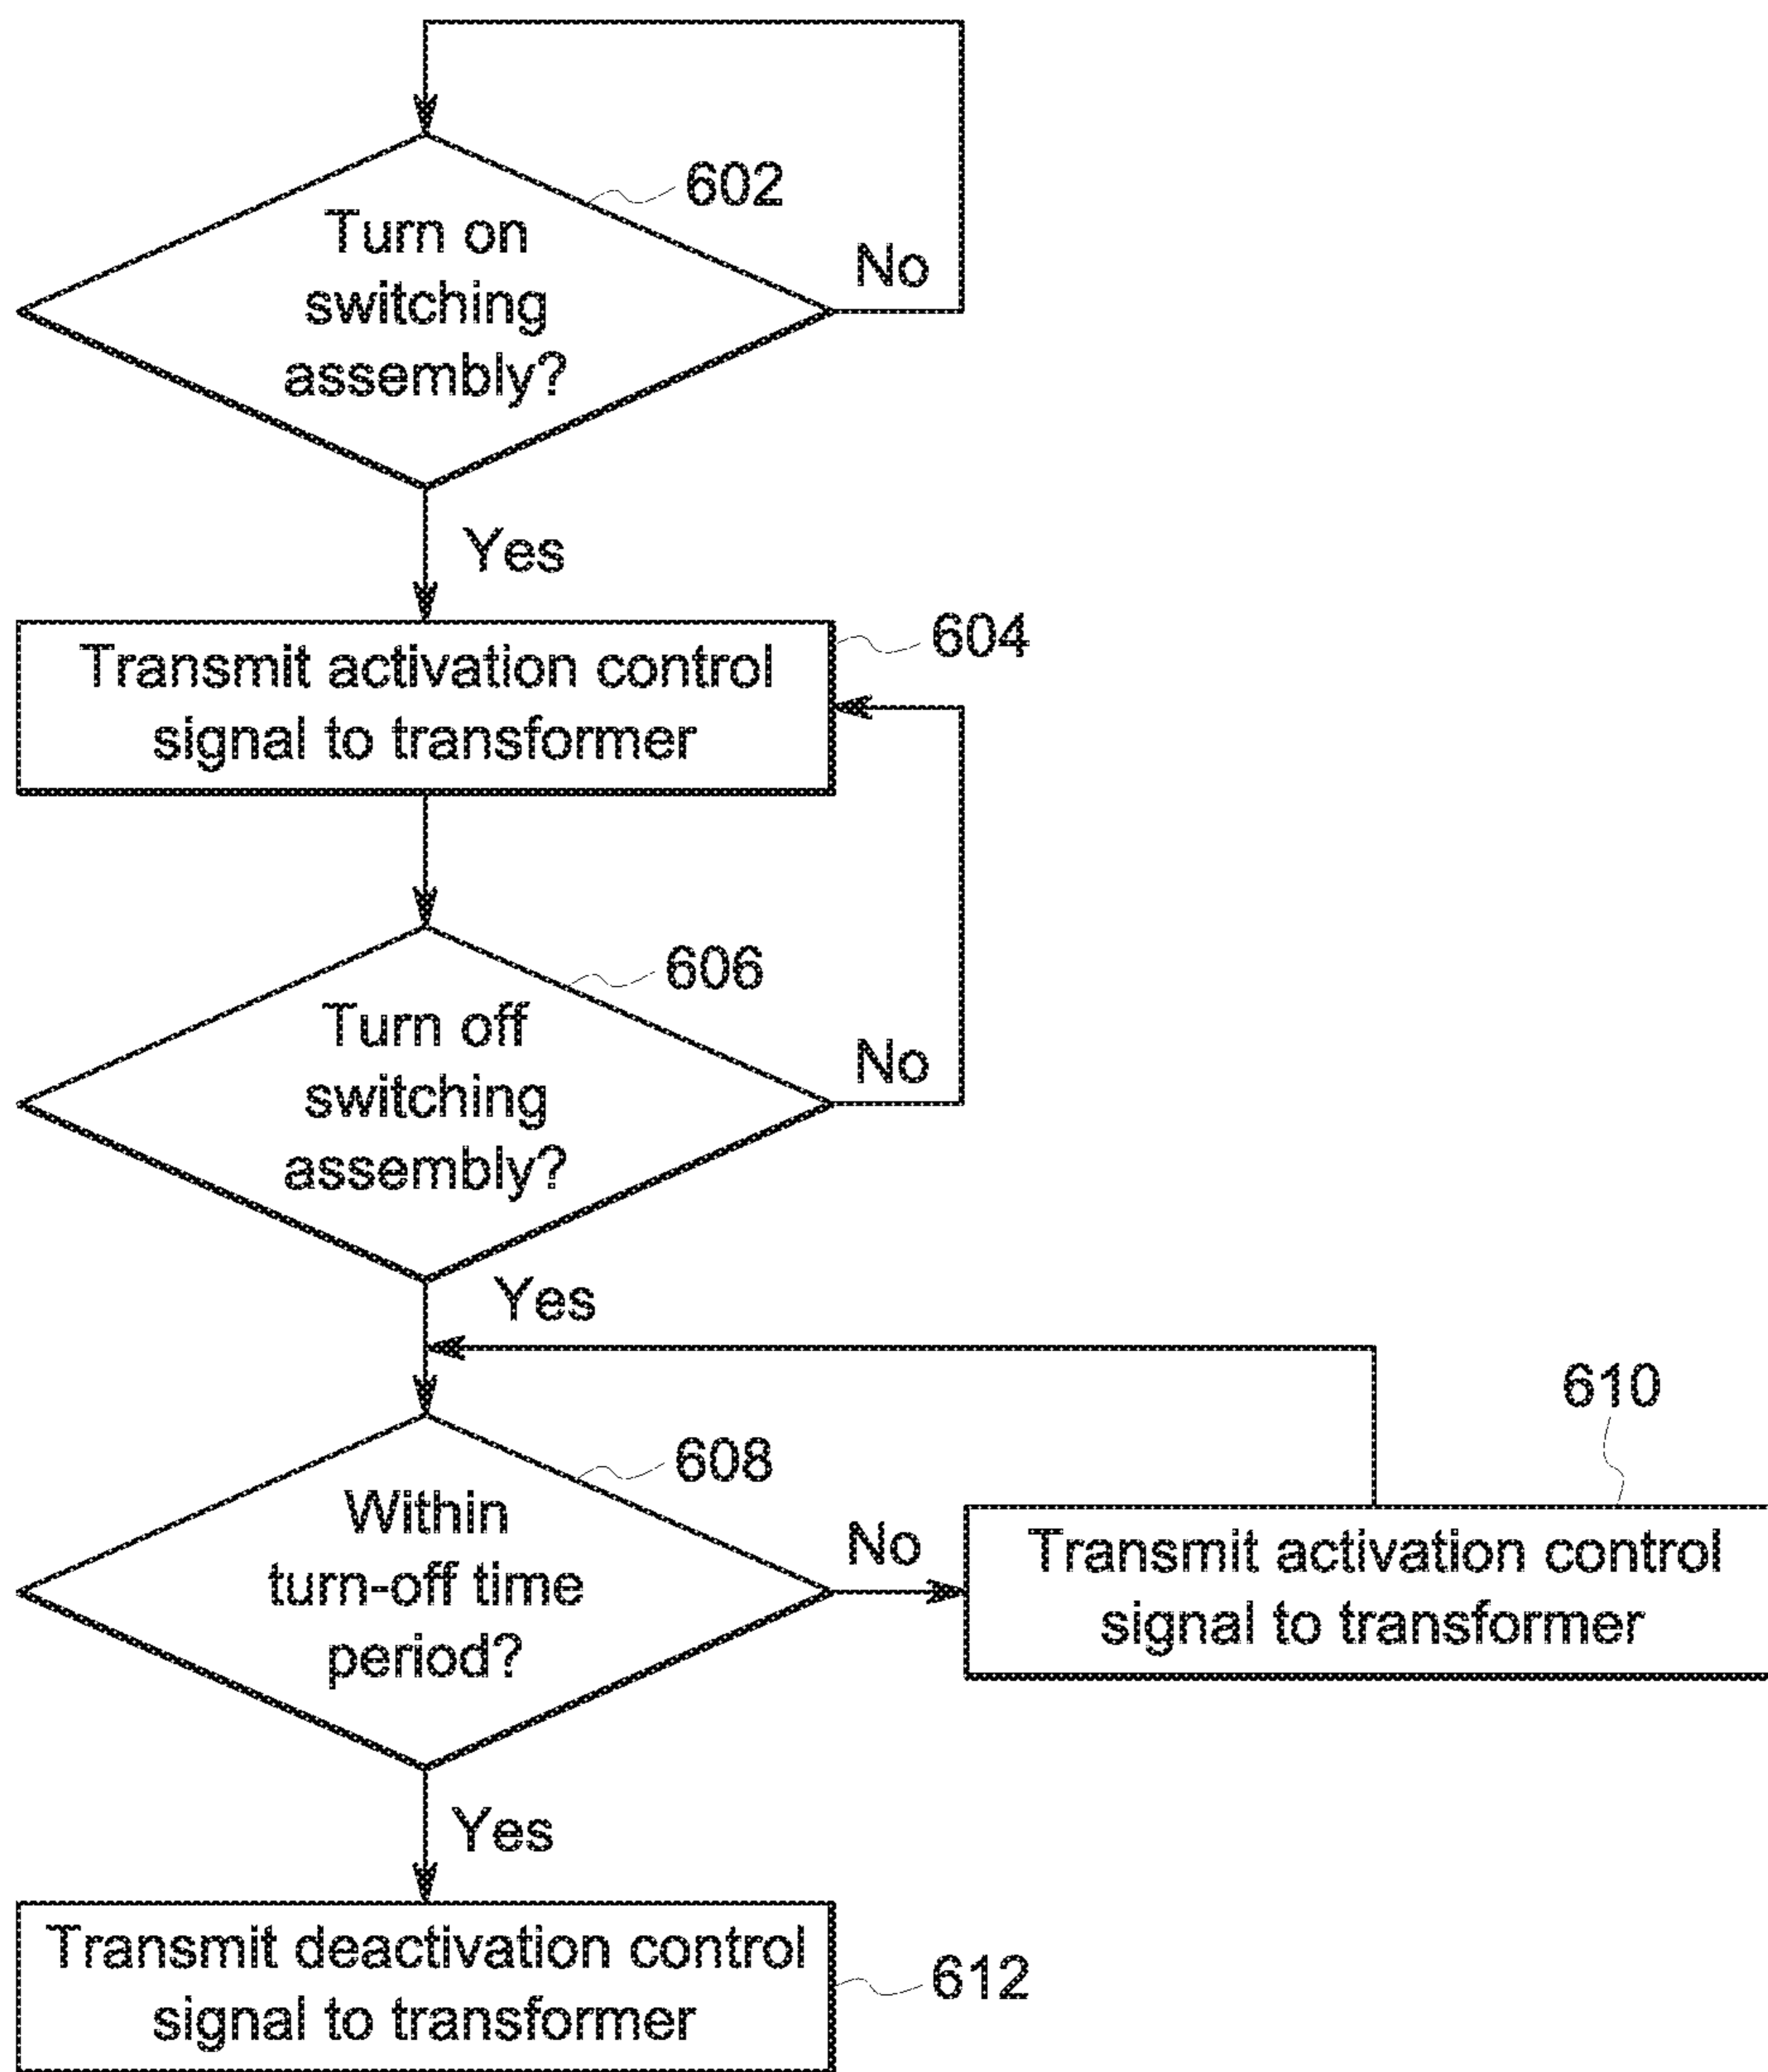 602
Turn on
switching
assembly?
No
Yes
604
Transmit activation control
signal to transformer
606
Turn off
switching
assembly?
No
Yes
608
Within
turn-off time
period?
No
610
Transmit activation control
signal to transformer
Yes
Transmit deactivation control
signal to transformer
612